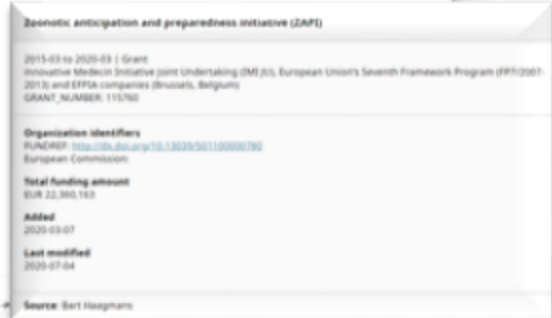 Zoonotic anticipation and preparedness initiative (ZAPI)
2015-03 to 2020-03 | Grant
Innovative Medecin Initiative Joint Undertaking (IMI JU), European Union's Seventh Framework Program (FP7/2007-
2013) and EFPIA companies (Brussels, Belgium)
GRANT_NUMBER: 115760
Organization identifiers
FUNDREF: http://dx.doi.org/10.13039/501100000780
European Commission:
Total funding amount
EUR 22,360,163
Added
2020-03-07
Last modified
2020-07-04
Source: Bart Haagmans